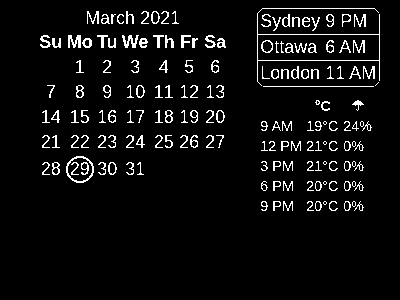 March 2021
Su Mo Tu We Th Fr Sa
1 2 3 4 5 6
7 8 9 10 11 12 13
14 15 16 17 18 19 20
21 22 23 24 25 26 27
28 29 30 31
Sydney 9 PM
Ottawa 6 AM
London 11 AM
°C ☂
9 AM 19°C 24%
12 PM 21°C 0%
3 PM 21°C 0%
6 PM 20°C 0%
9 PM 20°C 0%